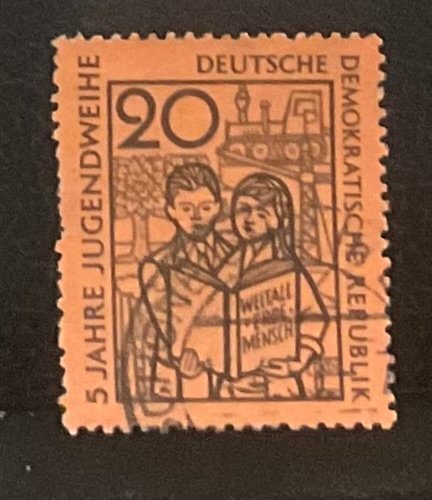 5 JAHRE JUGENDWEIHE
DEUTSCHE
DEMOKRATISCHE REPUBLIK
20
WELTALL
ERDE
MENSCH